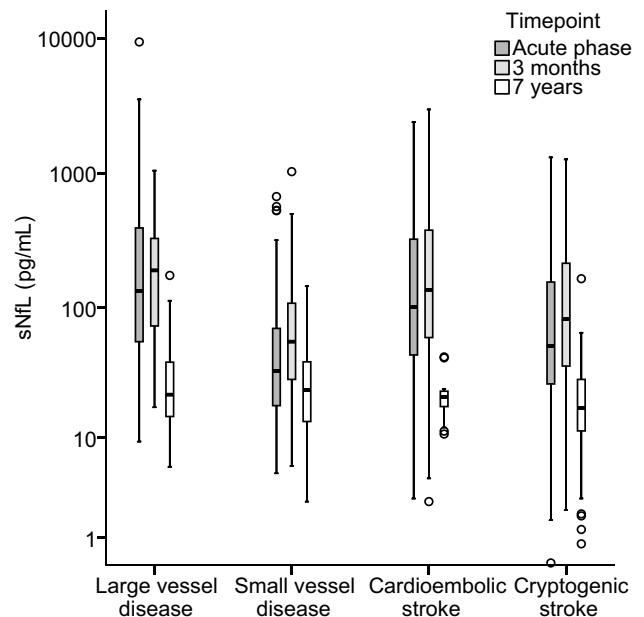 Timepoint
Acute phase
3 months
7 years
10000
1000
100
10
1
sNfL (pg/mL)
Large vessel disease
Small vessel disease
Cardioembolic stroke
Cryptogenic stroke